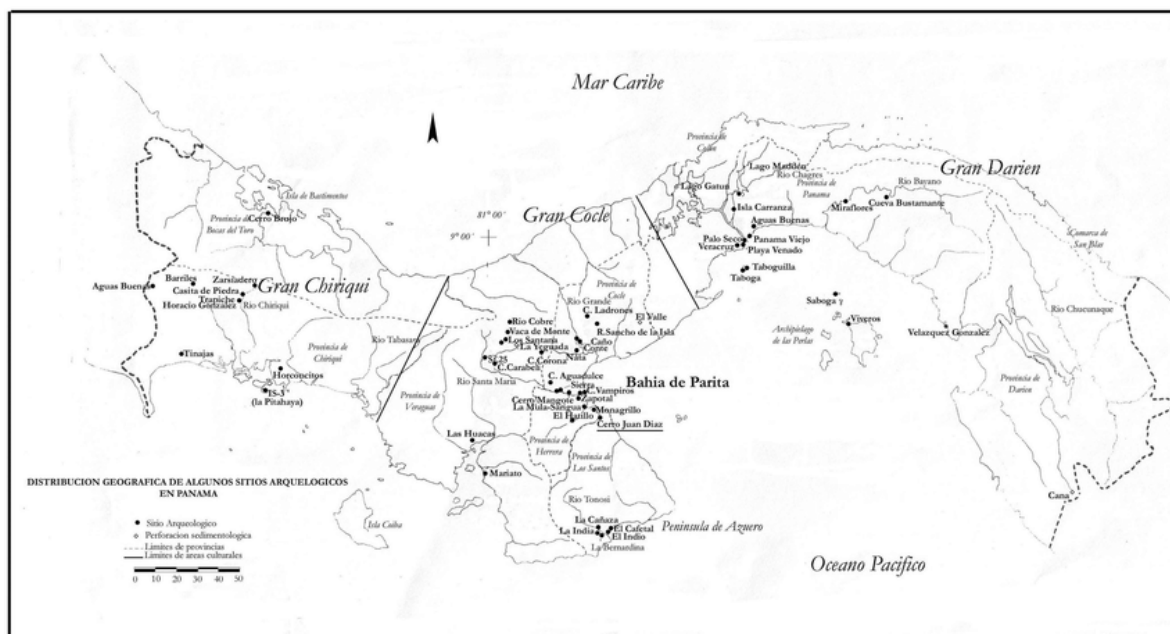 Mar Caribe
Isla de Bastimentos
Provincia de
Bocas del Toro
Cerro Brujo
81° 00´
9° 00´
Gran Cocle
Provincia de
Colon
Lago Madden
Rio Chagres
Lago Gatun
Provincia de
Panama
Gran Darien
Rio Bayano
Isla Carranza
Miraflores
Cueva Bustamante
Aguas Buenas
Palo Seco
Panama Viejo
Veracruz
Playa Venado
Comarca de
San Blas
Taboguilla
Taboga
Aguas Buenas
Barriles
Zarsiadero
Casita de Piedra
Gran Chiriqui
Trapiche
Rio Chiriqui
Horacio Gonzalez
Provincia de
Cocle
Rio Grande
C. Ladrones
El Valle
Saboga
Rio Chucunaque
Rio Cobre
R.Sancho de la Isla
Viveros
Velazquez Gonzalez
Vaca de Monte
Los Santana
La Yeguada
Caño
Conte
Nata
Rio Tabasara
Archipielago
de las Perlas
Provincia de
Chiriqui
Tinajas
SF-25
C.Corona
C. Carabali
Horconcitos
IS-3
(la Pitahaya)
Rio Santa Maria
C. Aguadulce
Sierra
Bahia de Parita
C. Vampiros
Cerro Mangote
Zapotal
La Mula-Sarigua
Monagrillo
El Hatillo
Cerro Juan Diaz
Provincia de
Veraguas
Provincia de
Darien
Las Huacas
Provincia de
Herrera
Provincia de
Los Santos
Mariato
DISTRIBUCION GEOGRAFICA DE ALGUNOS SITIOS ARQUELOGICOS
EN PANAMA
Cana
Rio Tonosi
Isla Coiba
Sitio Arqueologico
Perforacion sedimentologica
Limites de provincias
Limites de áreas culturales
0 10 20 30 40 50
La Cañaza
La India
El Cafetal
El Indio
La Bernardina
Peninsula de Azuero
Oceano Pacifico